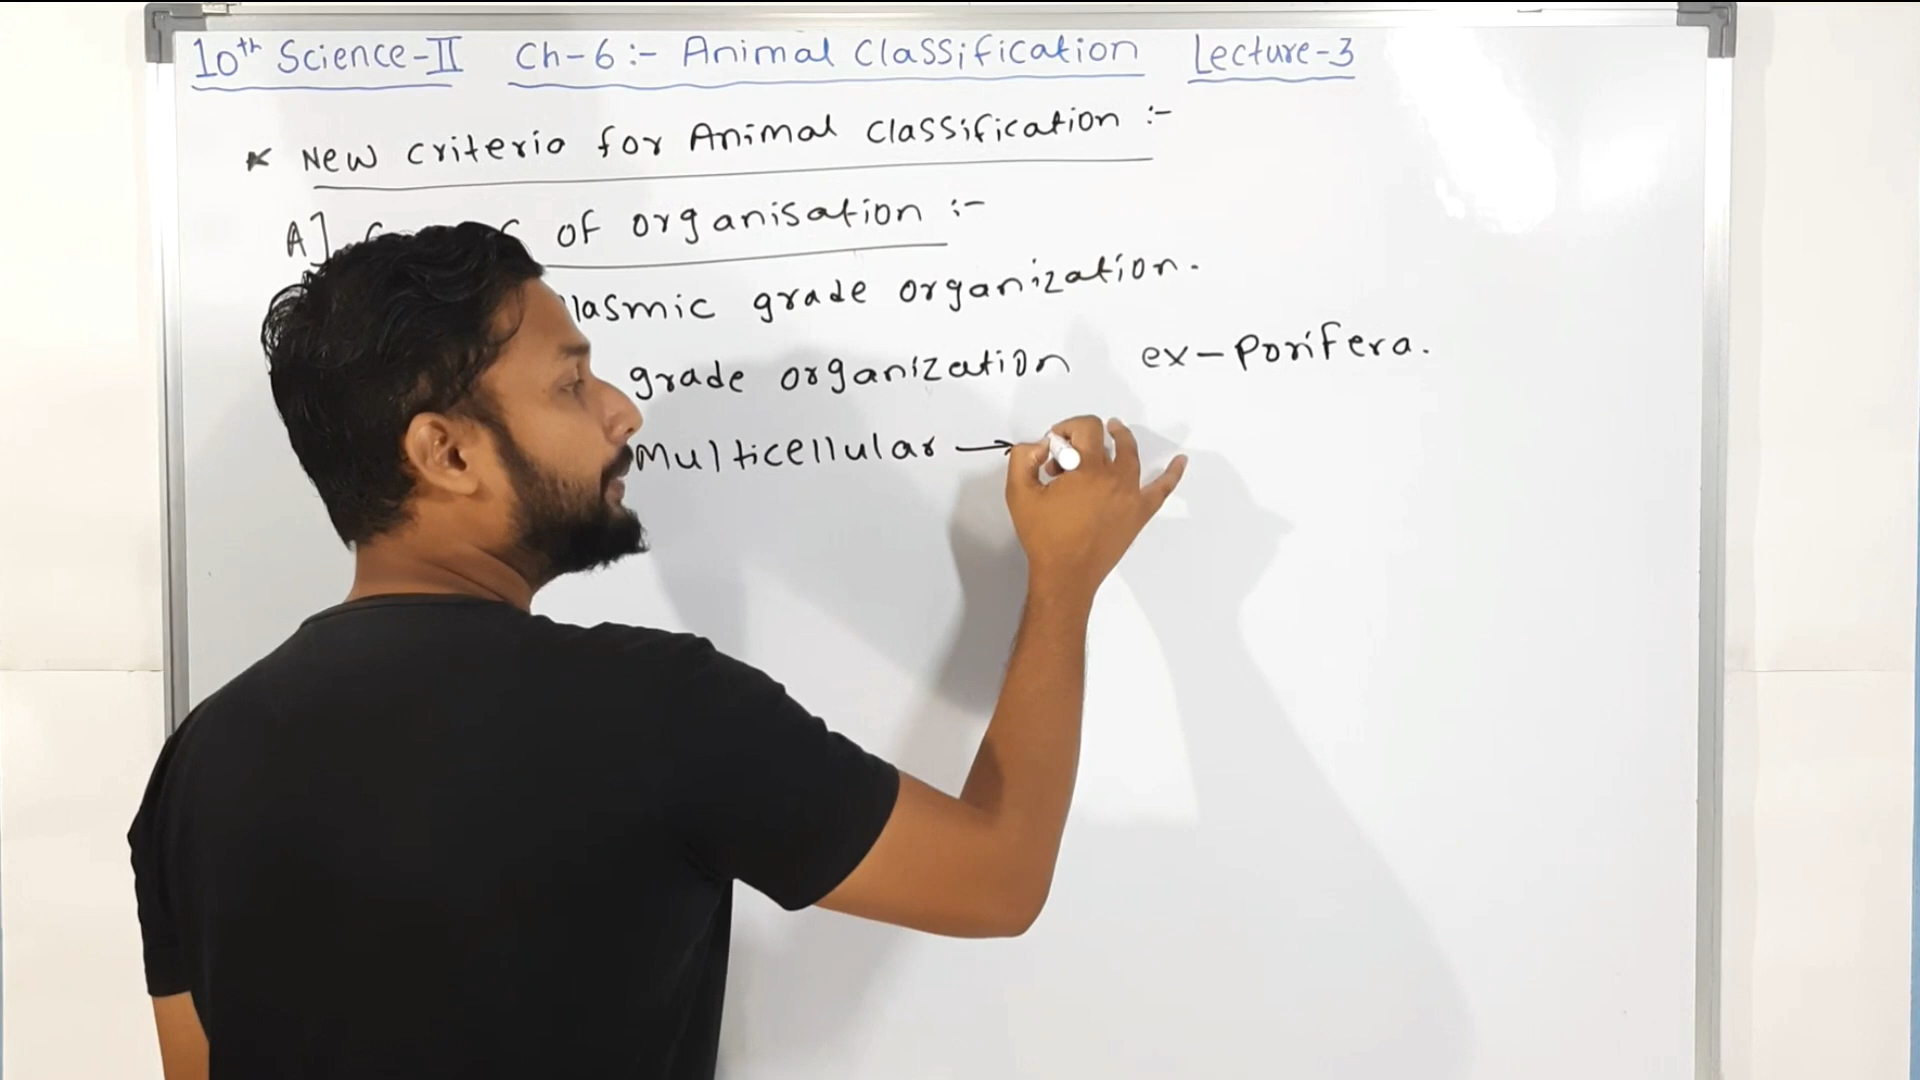 10th Science-II Ch-6:- Animal Classification Lecture-3
* New criteria for Animal classification :-
A] of organisation :-
grade organization.
grade organization ex- Porifera.
Multicellular →